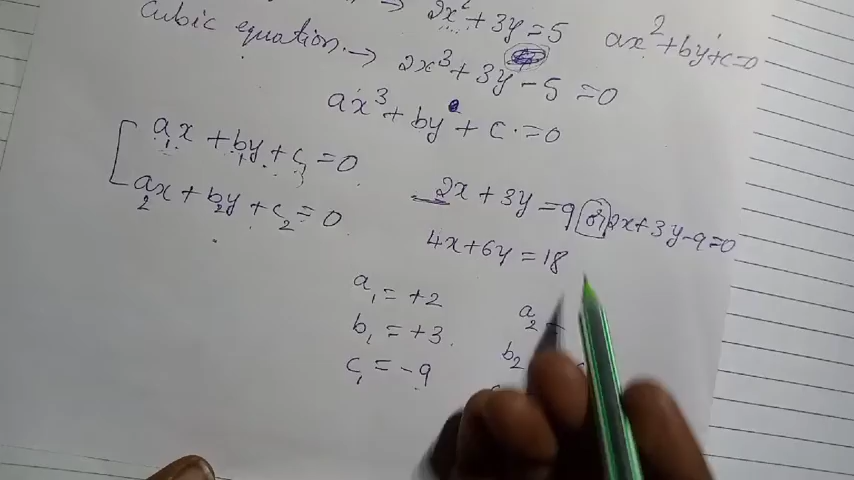 2x² + 3y = 5
Cubic equation. → 2x³ + 3y - 5 = 0
ax² + by + c = 0
ax³ + by + c = 0
a₁x + b₁y + c₁ = 0
a₂x + b₂y + c₂ = 0
2x + 3y = 9 or 2x + 3y - 9 = 0
4x + 6y = 18
a₁ = +2
b₁ = +3
c₁ = -9
a₂ =
b₂